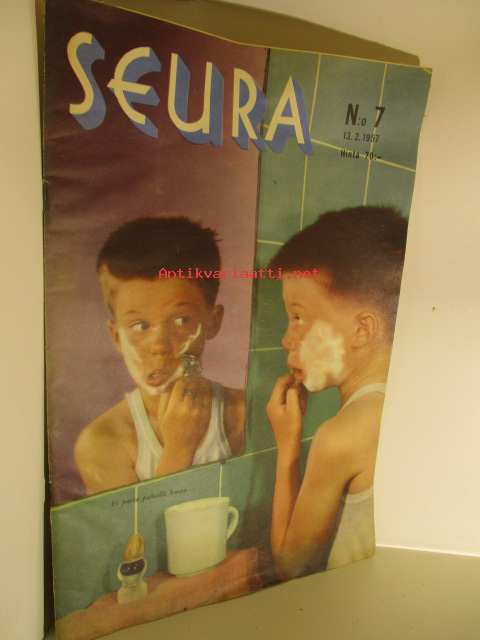 SEURA
N:o 7
13. 2. 1957
Hinta 70:-
Antikvariaatti.net